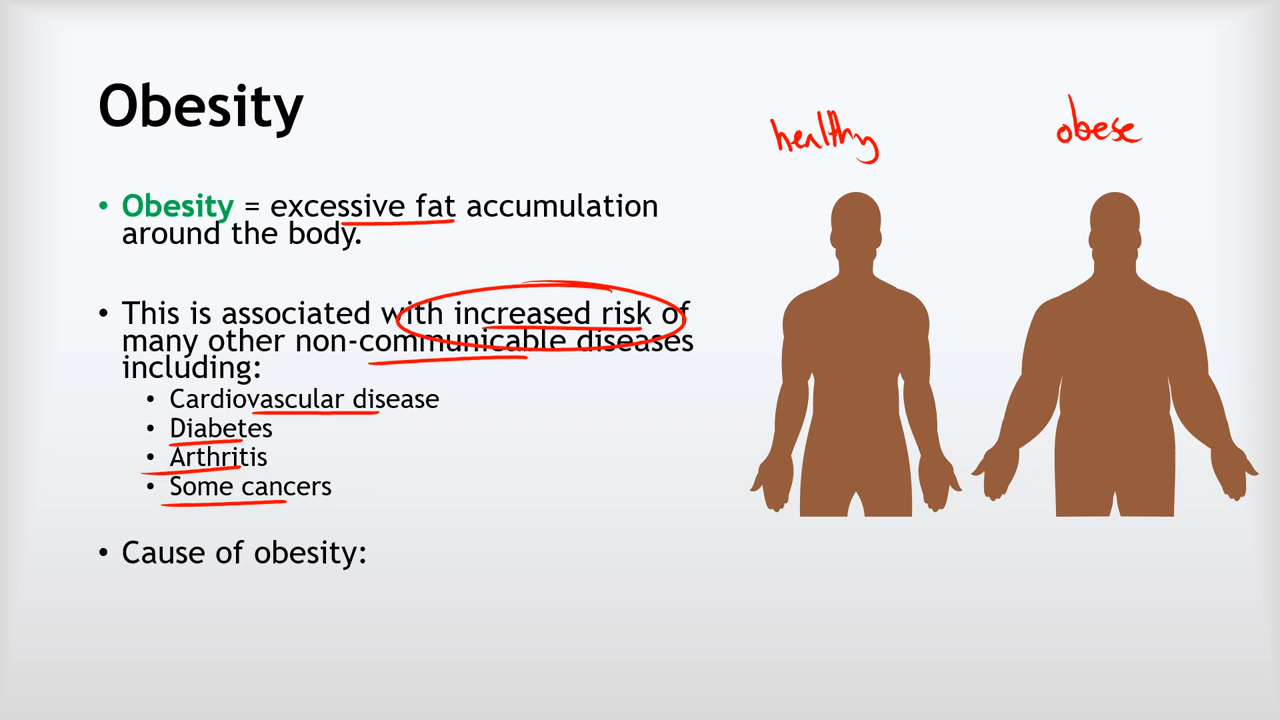 Obesity
healthy
obese
• Obesity = excessive fat accumulation
around the body.
• This is associated with increased risk of
many other non-communicable diseases
including:
• Cardiovascular disease
• Diabetes
• Arthritis
• Some cancers
• Cause of obesity: